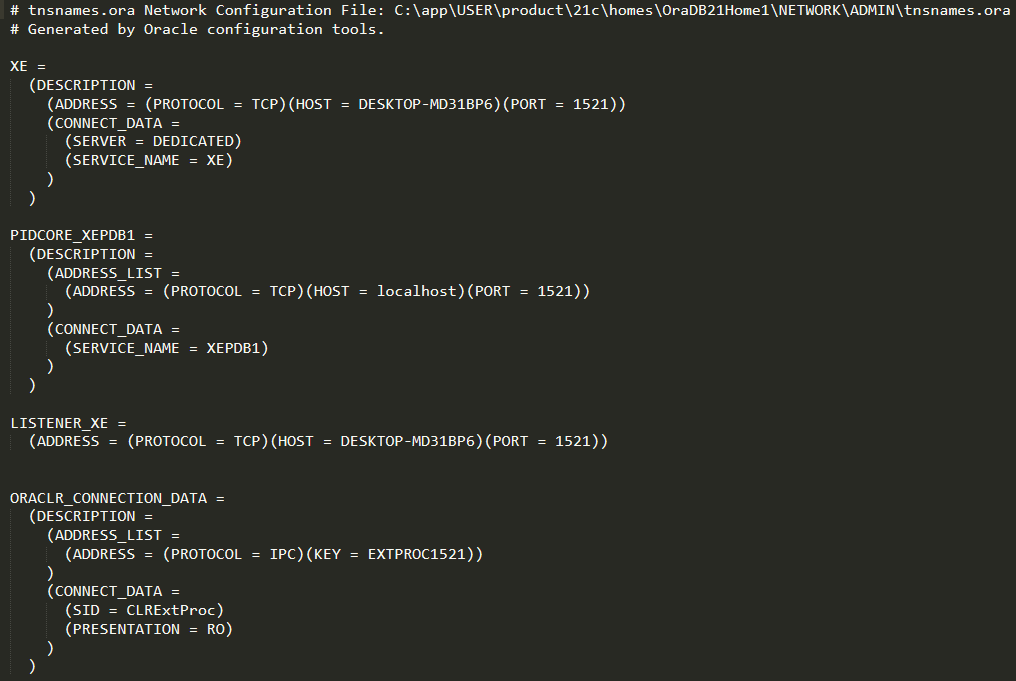 # tnsnames.ora Network Configuration File: C:\app\USER\product\21c\homes\OraDB21Home1\NETWORK\ADMIN\tnsnames.ora
# Generated by Oracle configuration tools.

XE =
  (DESCRIPTION =
    (ADDRESS = (PROTOCOL = TCP)(HOST = DESKTOP-MD31BP6)(PORT = 1521))
    (CONNECT_DATA =
      (SERVER = DEDICATED)
      (SERVICE_NAME = XE)
    )
  )

PIDCORE_XEPDB1 =
  (DESCRIPTION =
    (ADDRESS_LIST =
      (ADDRESS = (PROTOCOL = TCP)(HOST = localhost)(PORT = 1521))
    )
    (CONNECT_DATA =
      (SERVICE_NAME = XEPDB1)
    )
  )

LISTENER_XE =
  (ADDRESS = (PROTOCOL = TCP)(HOST = DESKTOP-MD31BP6)(PORT = 1521))


ORACLR_CONNECTION_DATA =
  (DESCRIPTION =
    (ADDRESS_LIST =
      (ADDRESS = (PROTOCOL = IPC)(KEY = EXTPROC1521))
    )
    (CONNECT_DATA =
      (SID = CLRExtProc)
      (PRESENTATION = RO)
    )
  )